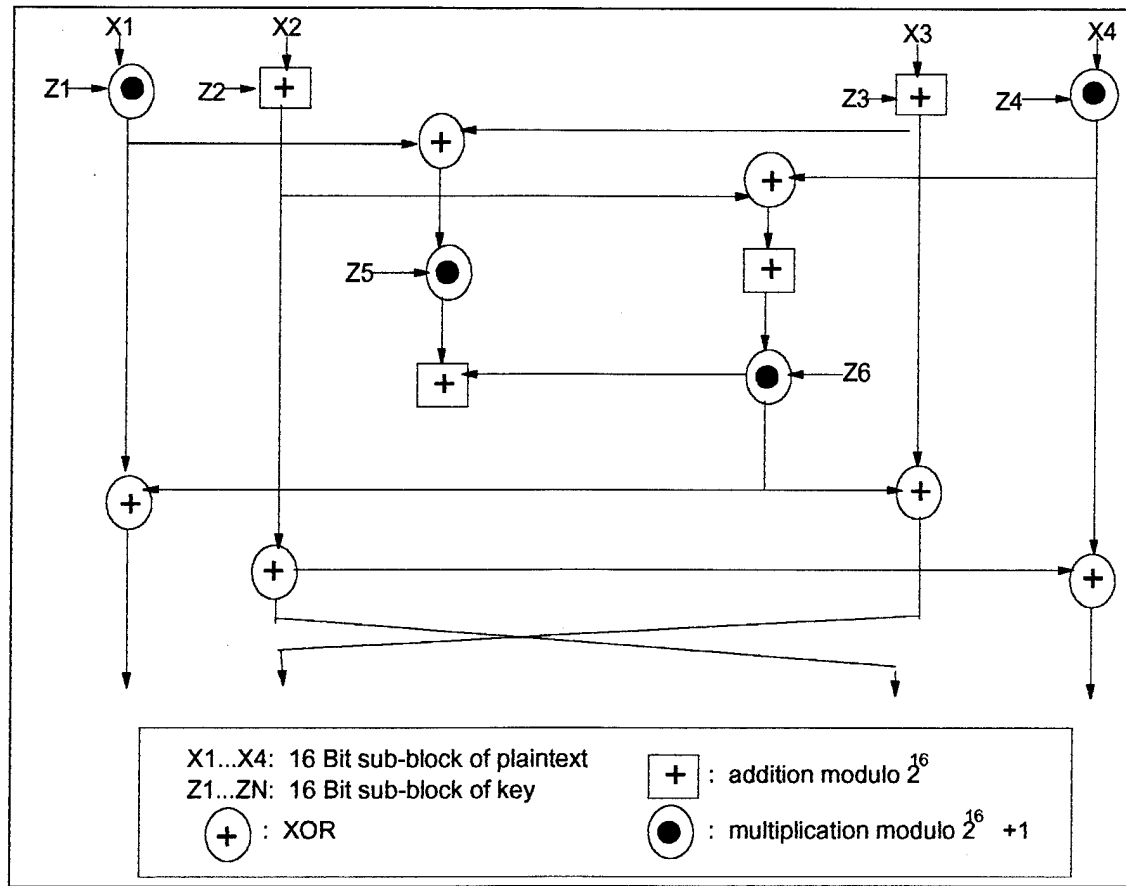 X1 X2 X3 X4
Z1 Z2 + Z3 + Z4
+
+
Z5 +
+ Z6
+ +
+ +
X1...X4: 16 Bit sub-block of plaintext
Z1...ZN: 16 Bit sub-block of key
+ : XOR
+ : addition modulo 2^16
: multiplication modulo 2^16 +1